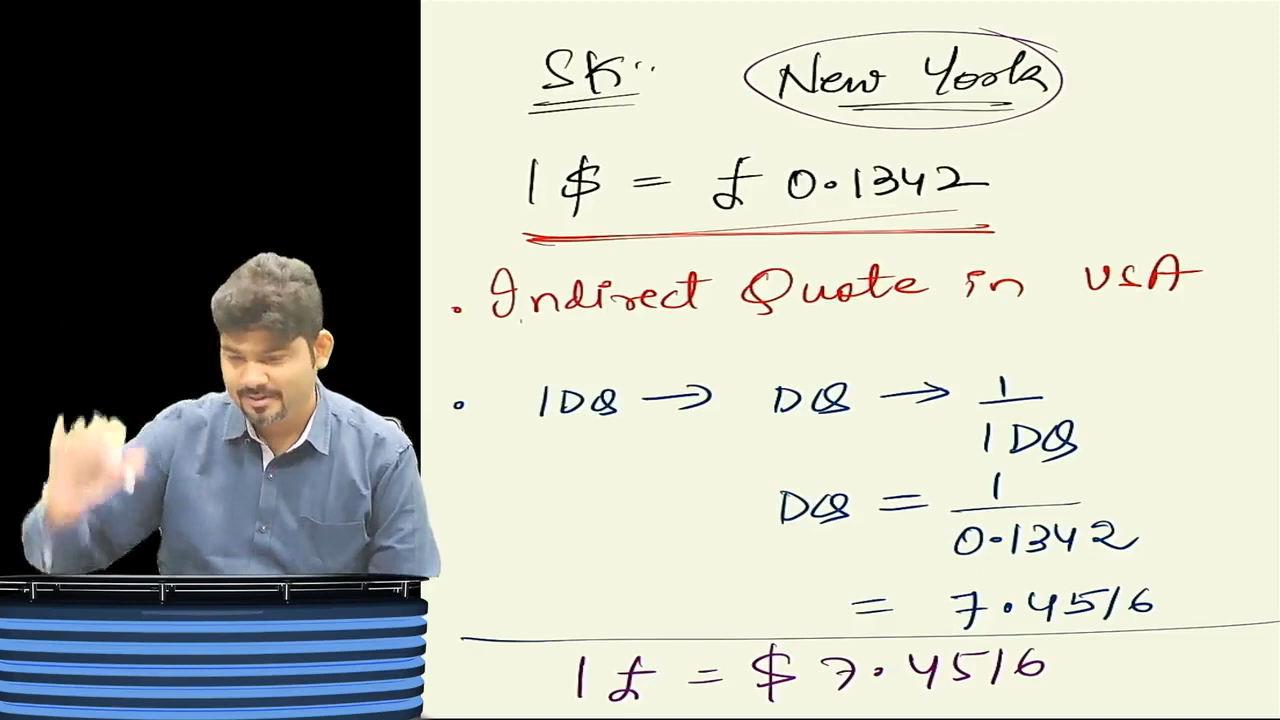 SK..
New York
1 $ = £ 0.1342
. Indirect Quote in USA
. IDQ → DQ → 1/IDQ
DQ = 1/0.1342
= 7.4516
1 £ = $ 7.4516